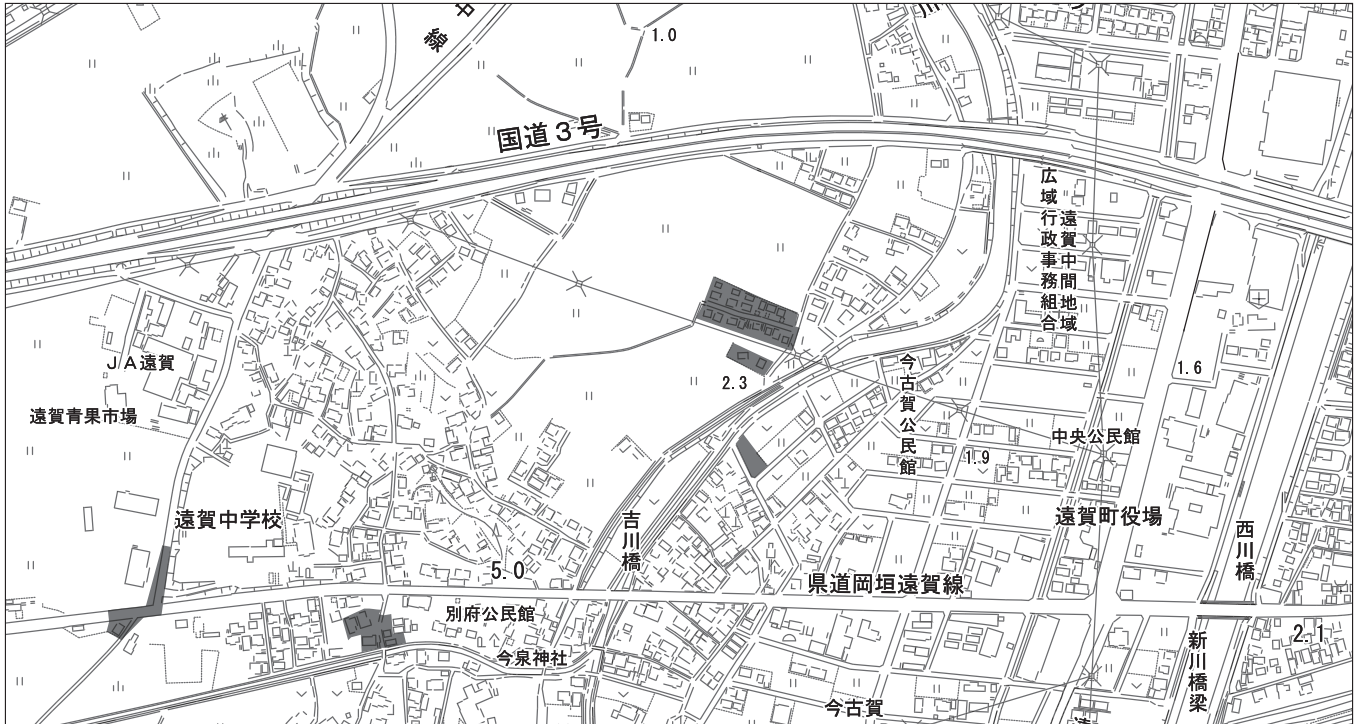 1.0
線
国道3号
遠賀中間地域
広域行政事務組合
JA遠賀
遠賀青果市場
2.3
今古賀公民館
1.6
中央公民館
1.9
遠賀中学校
遠賀町役場
吉川橋
西川橋
5.0
県道岡垣遠賀線
別府公民館
今泉神社
新川橋梁
2.1
今古賀